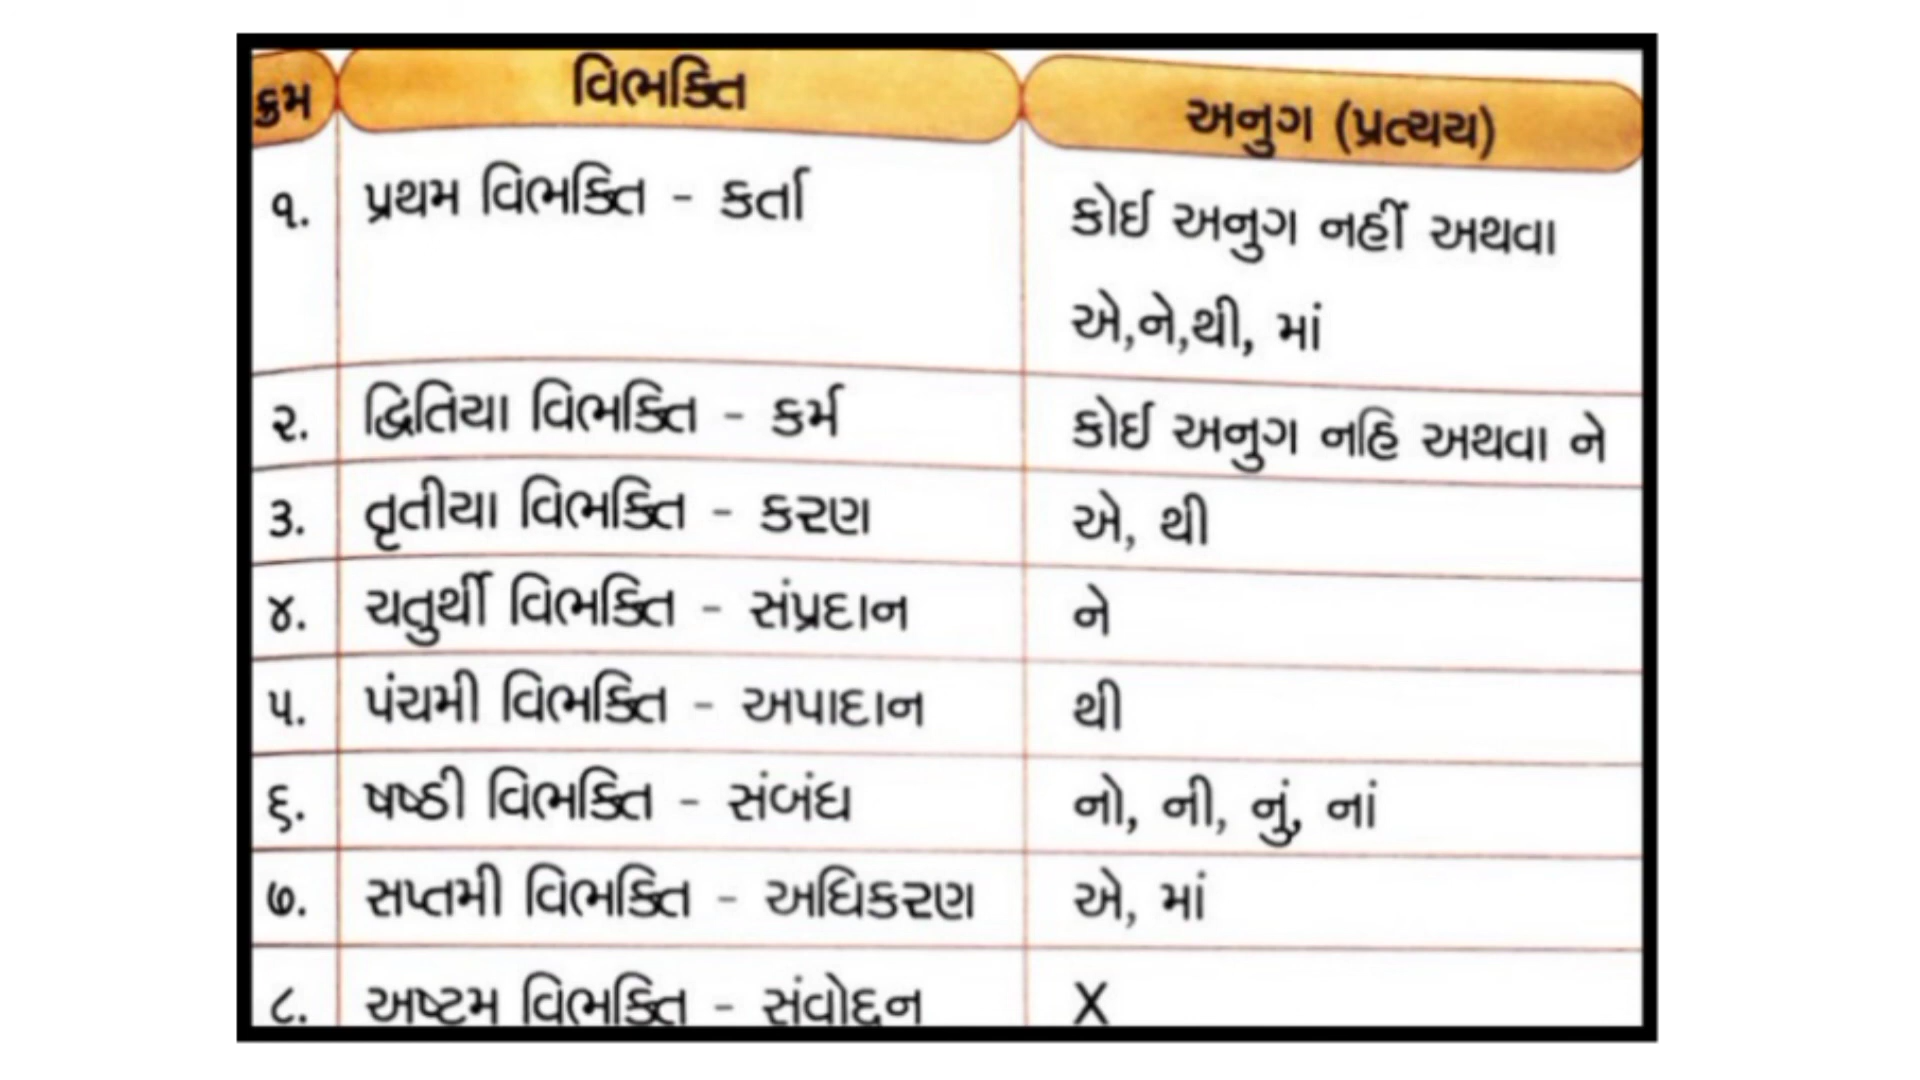 ક્રમ વિભક્તિ અનુગ (પ્રત્યય)
૧. પ્રથમ વિભક્તિ - કર્તા કોઈ અનુગ નહીં અથવા
એ,ને,થી, માં
૨. દ્વિતિયા વિભક્તિ - કર્મ કોઈ અનુગ નહિ અથવા ને
૩. તૃતીયા વિભક્તિ - કરણ એ, થી
૪. ચતુર્થી વિભક્તિ - સંપ્રદાન ને
૫. પંચમી વિભક્તિ - અપાદાન થી
૬. ષષ્ઠી વિભક્તિ - સંબંધ નો, ની, નું, નાં
૭. સપ્તમી વિભક્તિ - અધિકરણ એ, માં
૮. અષ્ટમ વિભક્તિ - સંવોદ્દન X